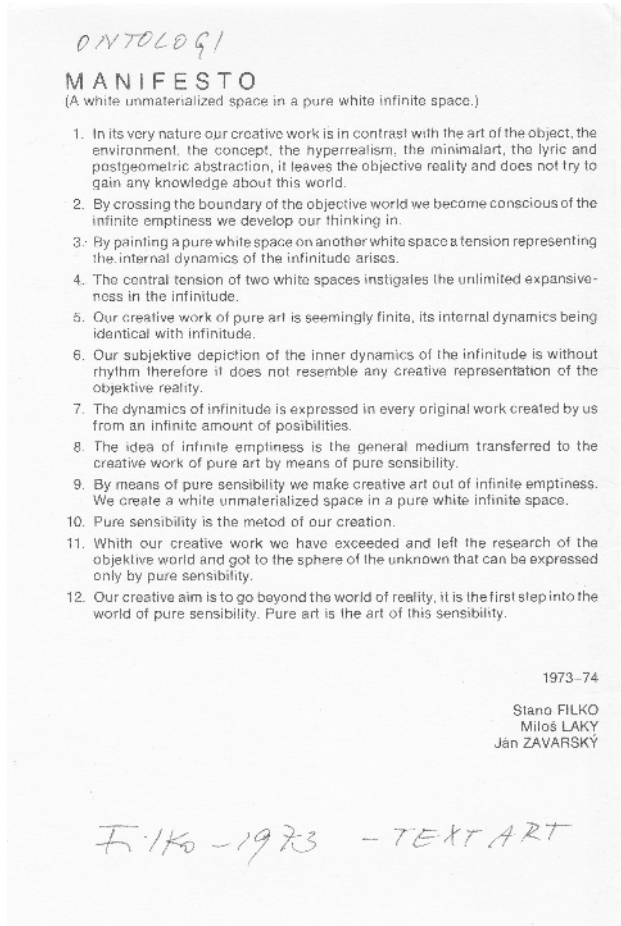 ONTOLOGI
MANIFESTO
(A white unmaterialized space in a pure white infinite space.)
1. In its very nature our creative work is in contrast with the art of the object, the
environment, the concept, the hyperrealism, the minimalart, the lyric and
postgeometric abstraction, it leaves the objective reality and does not try to
gain any knowledge about this world.
2. By crossing the boundary of the objective world we become conscious of the
infinite emptiness we develop our thinking in.
3. By painting a pure white space on another white space a tension representing
the internal dynamics of the infinitude arises.
4. The central tension of two white spaces instigates the unlimited expansive-
ness in the infinitude.
5. Our creative work of pure art is seemingly finite, its internal dynamics being
identical with infinitude.
6. Our subjektive depiction of the inner dynamics of the infinitude is without
rhythm therefore it does not resemble any creative representation of the
objektive reality.
7. The dynamics of infinitude is expressed in every original work created by us
from an infinite amount of posibilities.
8. The idea of infinite emptiness is the general medium transferred to the
creative work of pure art by means of pure sensibility.
9. By means of pure sensibility we make creative art out of infinite emptiness.
We create a white unmaterialized space in a pure white infinite space.
10. Pure sensibility is the metod of our creation.
11. Whith our creative work we have exceeded and left the research of the
objektive world and got to the sphere of the unknown that can be expressed
only by pure sensibility.
12. Our creative aim is to go beyond the world of reality, it is the first step into the
world of pure sensibility. Pure art is the art of this sensibility.
1973–74
Stano FILKO
Miloš LAKY
Ján ZAVARSKÝ
Filko – 1973 – TEXT ART